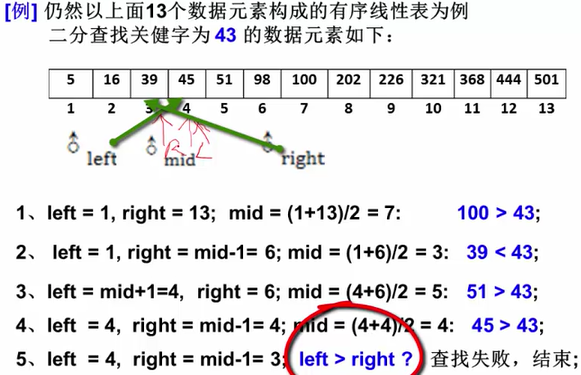 [例] 仍然以上面13个数据元素构成的有序线性表为例
二分查找关健字为 43 的数据元素如下：
5 16 39 45 51 98 100 202 226 321 368 444 501
1 2 3 4 5 6 7 8 9 10 11 12 13
left mid right
R L
1、left = 1, right = 13; mid = (1+13)/2 = 7: 100 > 43;
2、 left = 1, right = mid-1= 6; mid = (1+6)/2 = 3: 39 < 43;
3、left = mid+1=4, right = 6; mid = (4+6)/2 = 5: 51 > 43;
4、left = 4, right = mid-1= 4; mid = (4+4)/2 = 4: 45 > 43;
5、left = 4, right = mid-1= 3; left > right ? 查找失败，结束;